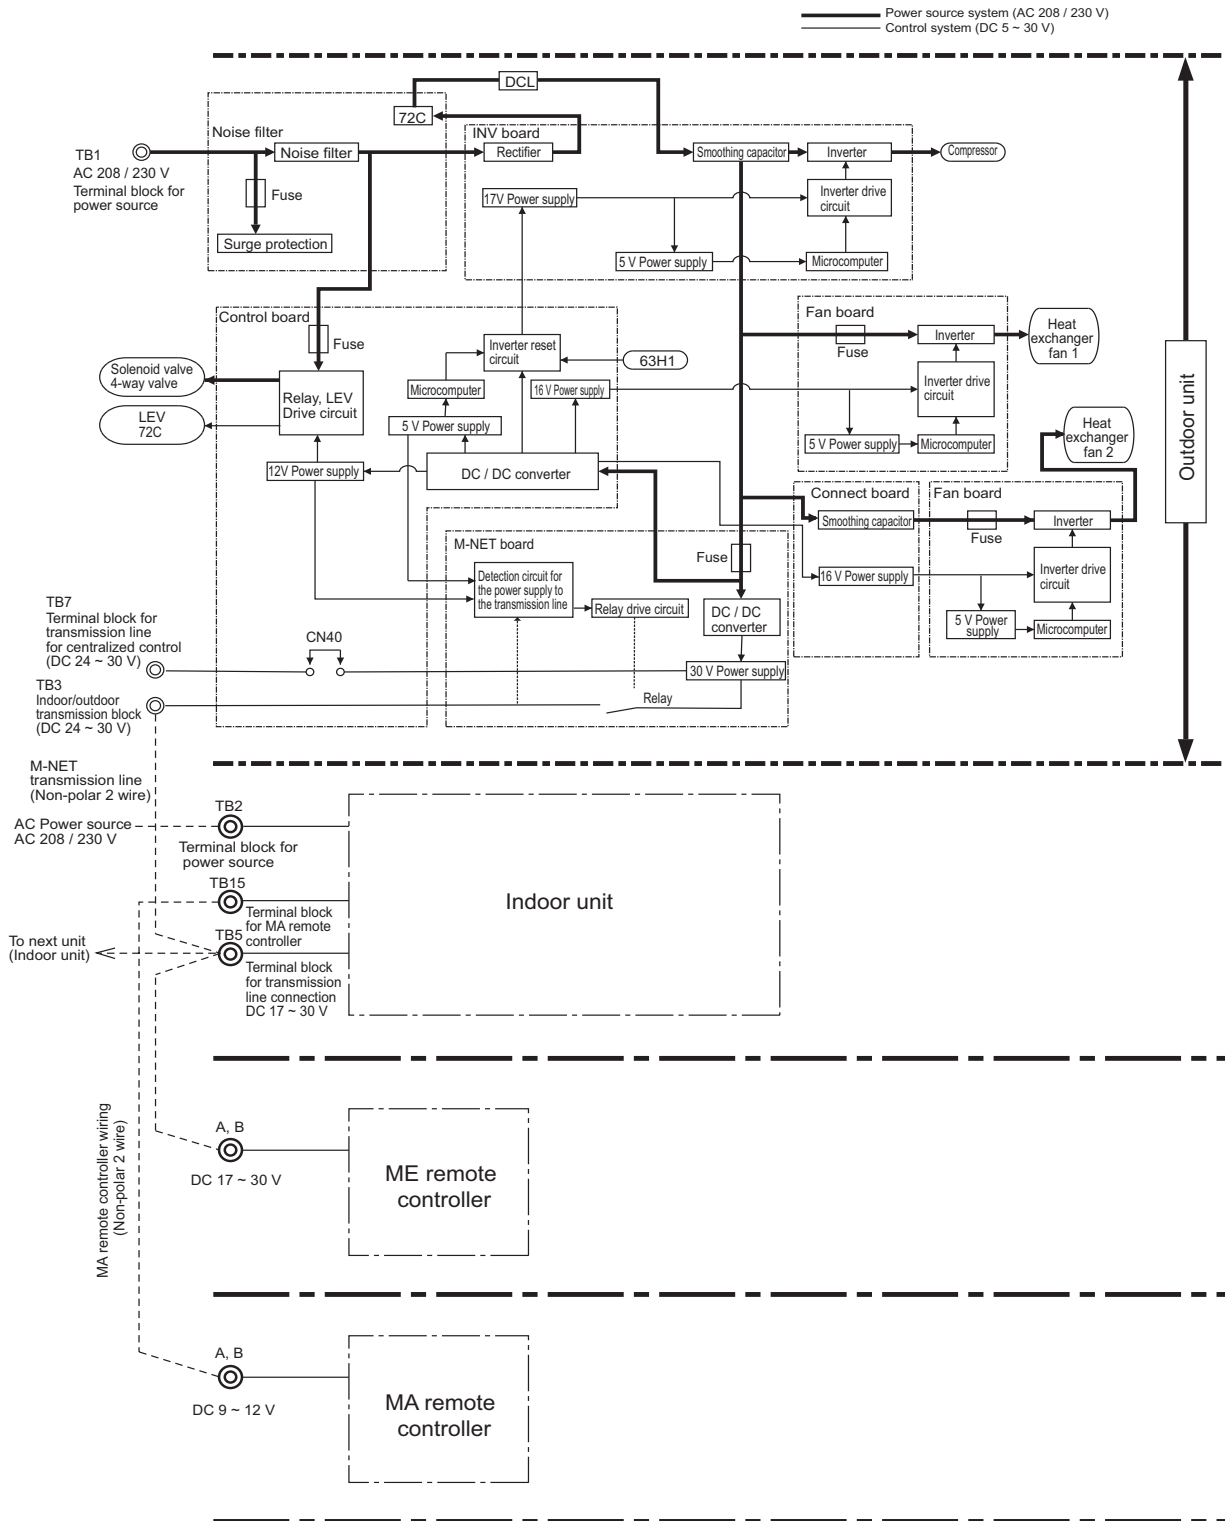 Power source system (AC 208 / 230 V)
Control system (DC 5 ~ 30 V)
DCL
72C
Noise filter
INV board
TB1
AC 208 / 230 V
Terminal block for
power source
Noise filter
Rectifier
Smoothing capacitor
Inverter
Compressor
Fuse
17V Power supply
Inverter drive
circuit
Surge protection
5 V Power supply
Microcomputer
Control board
Fuse
Inverter reset
circuit
63H1
Fan board
Fuse
Inverter
Heat
exchanger
fan 1
Solenoid valve
4-way valve
Relay, LEV
Drive circuit
LEV
72C
Microcomputer
16 V Power supply
5 V Power supply
Inverter drive
circuit
5 V Power supply
Microcomputer
Heat
exchanger
fan 2
Outdoor unit
12V Power supply
DC / DC converter
Connect board
Fan board
Smoothing capacitor
Fuse
Inverter
M-NET board
Fuse
Detection circuit for
the power supply to
the transmission line
Relay drive circuit
DC / DC
converter
16 V Power supply
Inverter drive
circuit
5 V Power
supply
Microcomputer
TB7
Terminal block for
transmission line
for centralized control
(DC 24 ~ 30 V)
CN40
30 V Power supply
TB3
Indoor/outdoor
transmission block
(DC 24 ~ 30 V)
Relay
M-NET
transmission line
(Non-polar 2 wire)
AC Power source
AC 208 / 230 V
TB2
Terminal block for
power source
TB15
Terminal block
for MA remote
controller
Indoor unit
To next unit
(Indoor unit)
TB5
Terminal block
for transmission
line connection
DC 17 ~ 30 V
MA remote controller wiring
(Non-polar 2 wire)
A, B
DC 17 ~ 30 V
ME remote
controller
A, B
DC 9 ~ 12 V
MA remote
controller